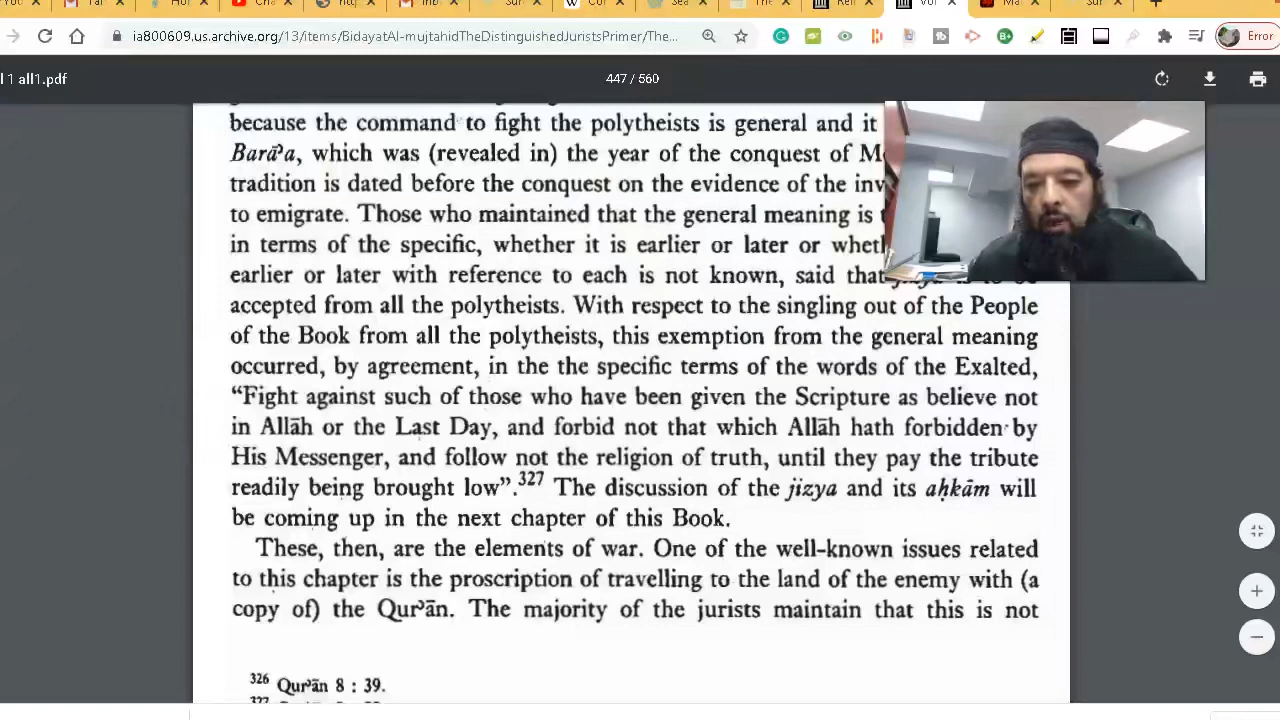 Error
ia800609.us.archive.org/13/items/BidayatAl-mujtahidTheDistinguishedJuristsPrimer/The...
l 1 all1.pdf
447 / 560
because the command to fight the polytheists is general and it
Barāʾa, which was (revealed in) the year of the conquest of M
tradition is dated before the conquest on the evidence of the inv
to emigrate. Those who maintained that the general meaning is
in terms of the specific, whether it is earlier or later or
earlier or later with reference to each is not known, said that
accepted from all the polytheists. With respect to the singling out of the People
of the Book from all the polytheists, this exemption from the general meaning
occurred, by agreement, in the the specific terms of the words of the Exalted,
“Fight against such of those who have been given the Scripture as believe not
in Allāh or the Last Day, and forbid not that which Allāh hath forbidden by
His Messenger, and follow not the religion of truth, until they pay the tribute
readily being brought low”.327 The discussion of the jizya and its aḥkām will
be coming up in the next chapter of this Book.
These, then, are the elements of war. One of the well-known issues related
to this chapter is the proscription of travelling to the land of the enemy with (a
copy of) the Qurʾān. The majority of the jurists maintain that this is not
326 Qurʾān 8 : 39.